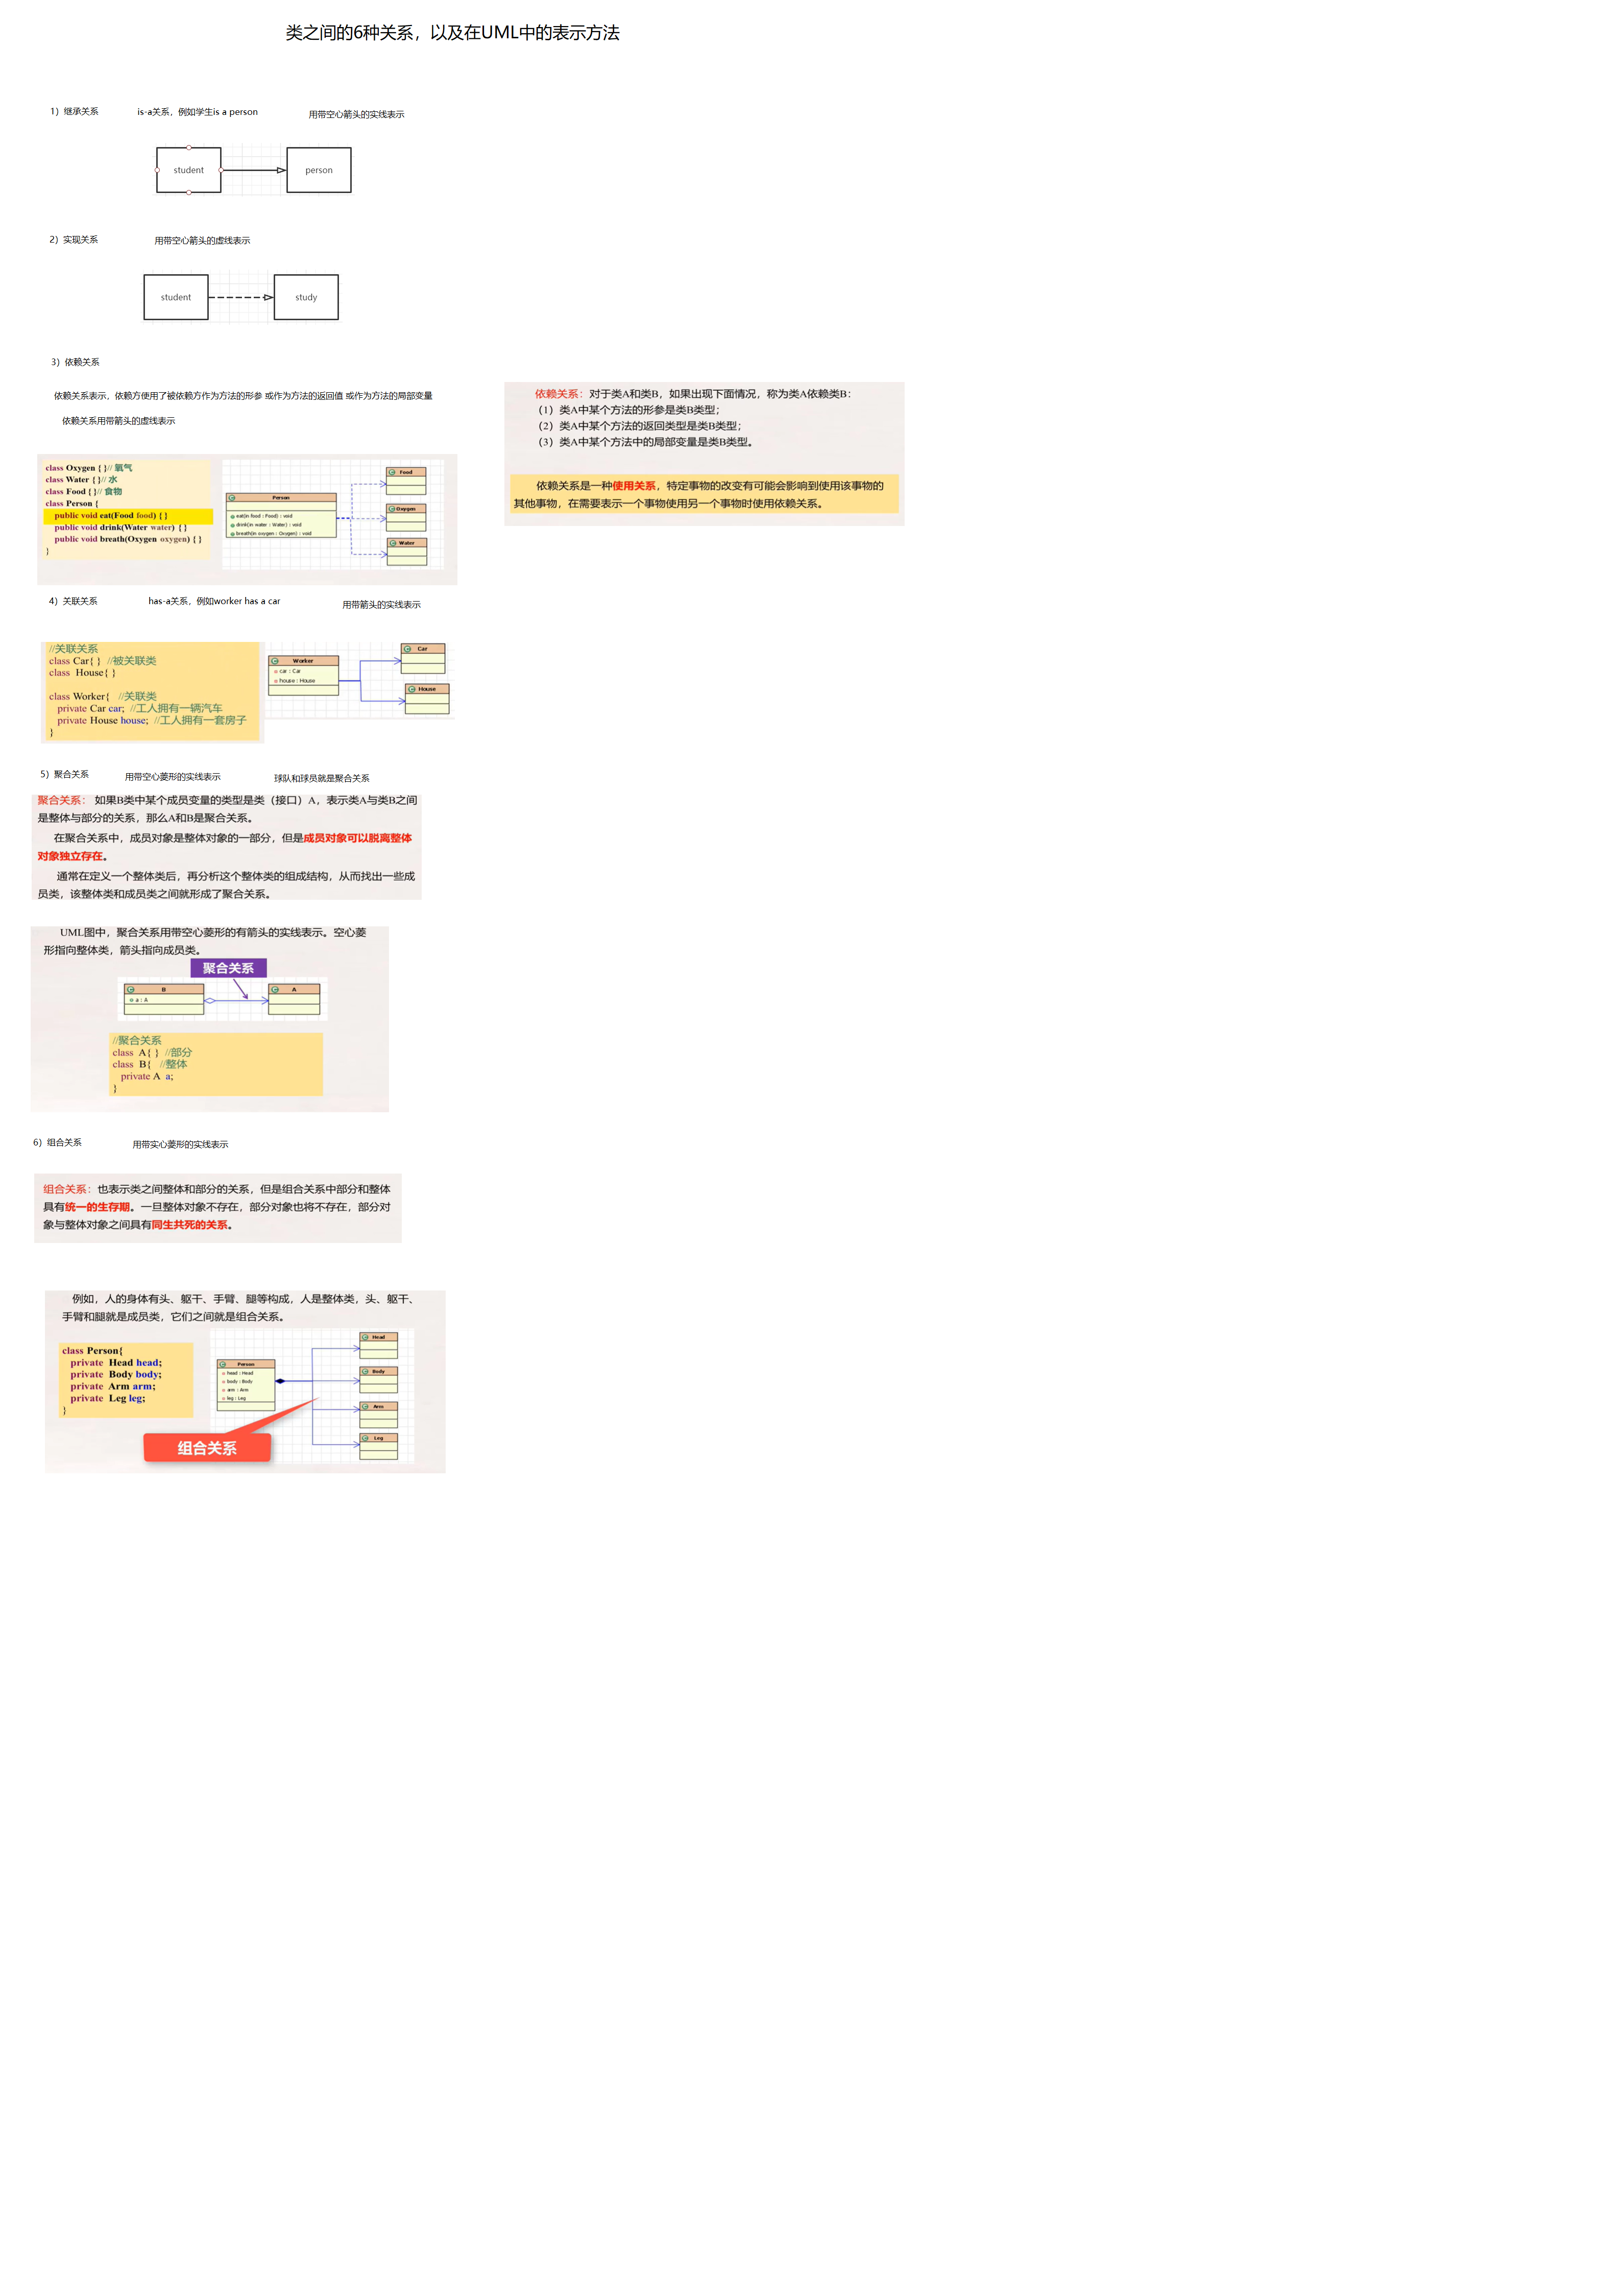 类之间的6种关系，以及在UML中的表示方法
1）继承关系 is-a关系，例如学生is a person 用带空心箭头的实线表示
student person
2）实现关系 用带空心箭头的虚线表示
student study
3）依赖关系
依赖关系表示，依赖方使用了被依赖方作为方法的形参 或作为方法的返回值 或作为方法的局部变量
依赖关系用带箭头的虚线表示
依赖关系：对于类A和类B，如果出现下面情况，称为类A依赖类B：
（1）类A中某个方法的形参是类B类型；
（2）类A中某个方法的返回类型是类B类型；
（3）类A中某个方法中的局部变量是类B类型。
依赖关系是一种使用关系，特定事物的改变有可能会影响到使用该事物的
其他事物，在需要表示一个事物使用另一个事物时使用依赖关系。
class Oxygen { }// 氧气
class Water { }// 水
class Food { }// 食物
class Person {
public void eat(Food food) { }
public void drink(Water water) { }
public void breath(Oxygen oxygen) { }
}
Person
eat(in food : Food) : void
drink(in water : Water) : void
breath(in oxygen : Oxygen) : void
Food
Oxygen
Water
4）关联关系 has-a关系，例如worker has a car 用带箭头的实线表示
//关联关系
class Car{ } //被关联类
class House{ }
class Worker{ //关联类
private Car car; //工人拥有一辆汽车
private House house; //工人拥有一套房子
}
Worker
car : Car
house : House
Car
House
5）聚合关系 用带空心菱形的实线表示 球队和球员就是聚合关系
聚合关系： 如果B类中某个成员变量的类型是类（接口）A，表示类A与类B之间
是整体与部分的关系，那么A和B是聚合关系。
在聚合关系中，成员对象是整体对象的一部分，但是成员对象可以脱离整体
对象独立存在。
通常在定义一个整体类后，再分析这个整体类的组成结构，从而找出一些成
员类，该整体类和成员类之间就形成了聚合关系。
UML图中，聚合关系用带空心菱形的有箭头的实线表示。空心菱
形指向整体类，箭头指向成员类。
聚合关系
B A
a : A
//聚合关系
class A{ } //部分
class B{ //整体
private A a;
}
6）组合关系 用带实心菱形的实线表示
组合关系：也表示类之间整体和部分的关系，但是组合关系中部分和整体
具有统一的生存期。一旦整体对象不存在，部分对象也将不存在，部分对
象与整体对象之间具有同生共死的关系。
例如，人的身体有头、躯干、手臂、腿等构成，人是整体类，头、躯干、
手臂和腿就是成员类，它们之间就是组合关系。
class Person{
private Head head;
private Body body;
private Arm arm;
private Leg leg;
}
Person
head : Head
body : Body
arm : Arm
leg : Leg
Head
Body
Arm
Leg
组合关系